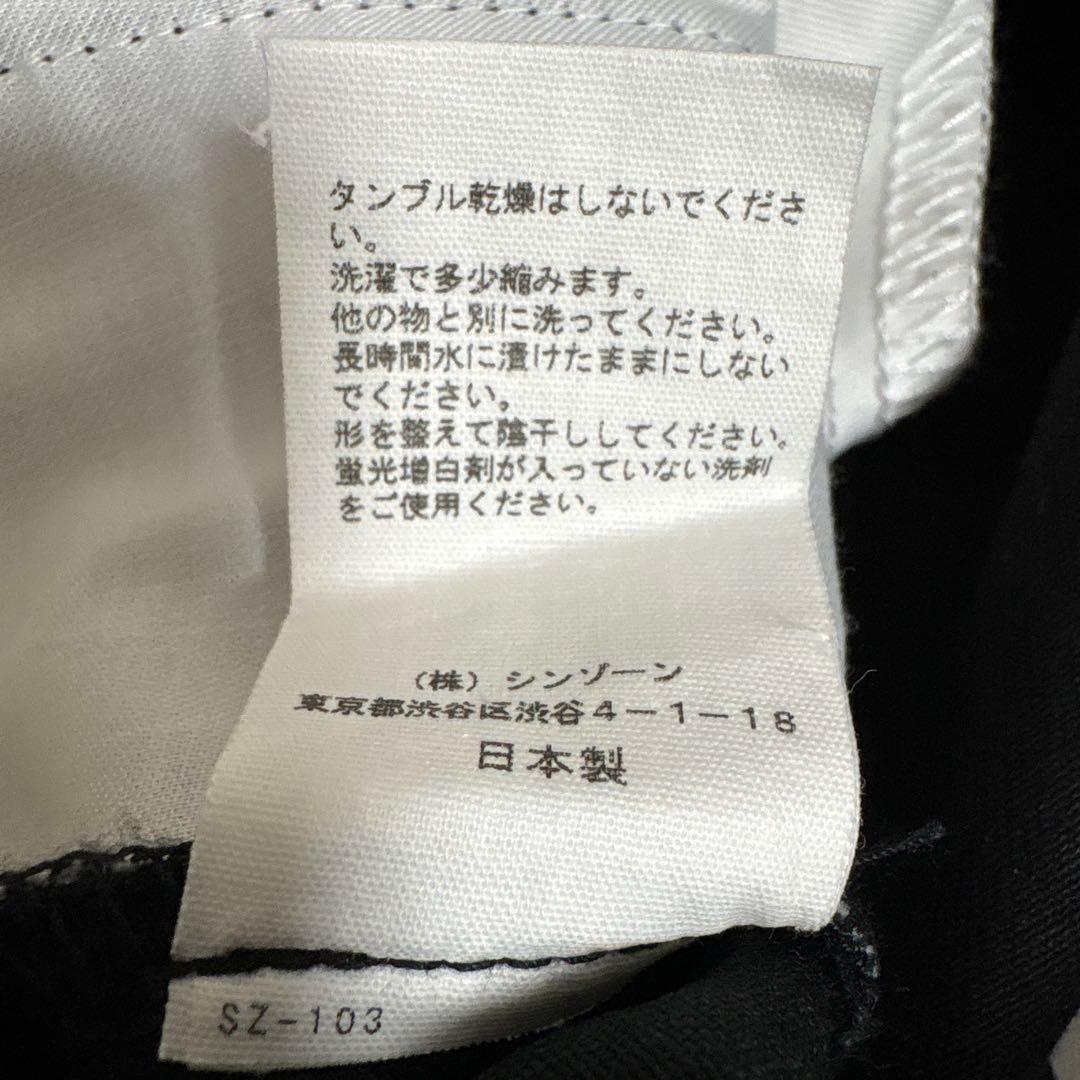 タンブル乾燥はしないでくださ
い。
洗濯で多少縮みます。
他の物と別に洗ってください。
長時間水に漬けたままにしない
でください。
形を整えて陰干ししてください。
蛍光増白剤が入っていない洗剤
をご使用ください。
(株) シンゾーン
東京都渋谷区渋谷4-1-18
日本製
SZ-103